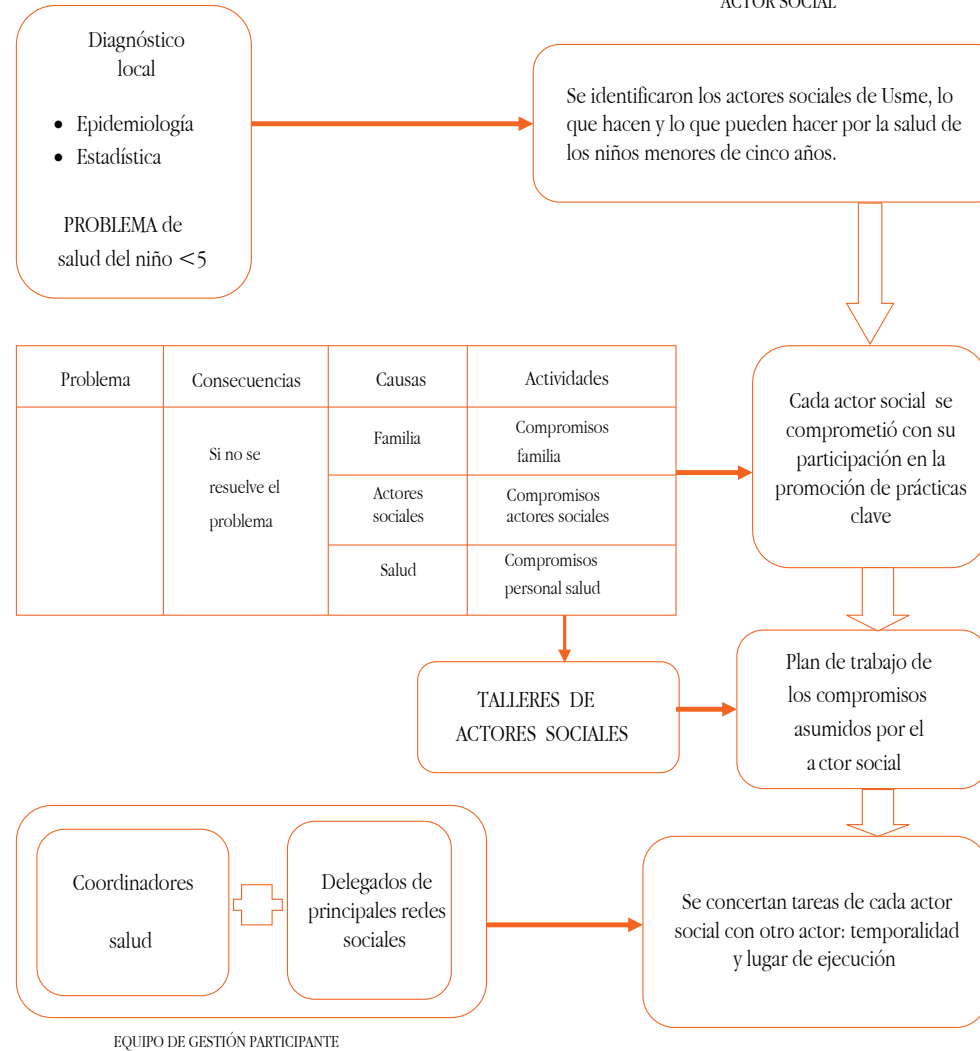 ACTOR SOCIAL
Diagnóstico
local
• Epidemiología
• Estadística
PROBLEMA de
salud del niño <5
Se identificaron los actores sociales de Usme, lo
que hacen y lo que pueden hacer por la salud de
los niños menores de cinco años.
Problema
Consecuencias
Causas
Actividades
Si no se
resuelve el
problema
Familia
Compromisos
familia
Actores
sociales
Compromisos
actores sociales
Salud
Compromisos
personal salud
Cada actor social se
comprometió con su
participación en la
promoción de prácticas
clave
TALLERES DE
ACTORES SOCIALES
Plan de trabajo de
los compromisos
asumidos por el
a ctor social
Coordinadores
salud
Delegados de
principales redes
sociales
Se concertan tareas de cada actor
social con otro actor: temporalidad
y lugar de ejecución
EQUIPO DE GESTIÓN PARTICIPANTE